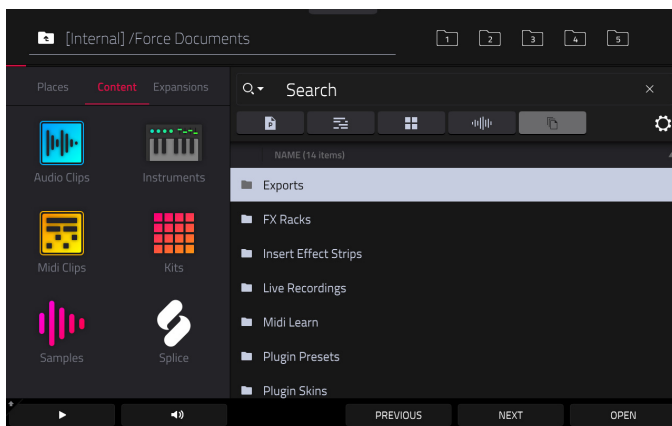 [Internal] /Force Documents
1 2 3 4 5
Places Content Expansions
Search
P
NAME (14 items)
Audio Clips Instruments
Exports
FX Racks
Insert Effect Strips
Midi Clips Kits
Live Recordings
Midi Learn
Samples Splice
Plugin Presets
Plugin Skins
PREVIOUS NEXT OPEN